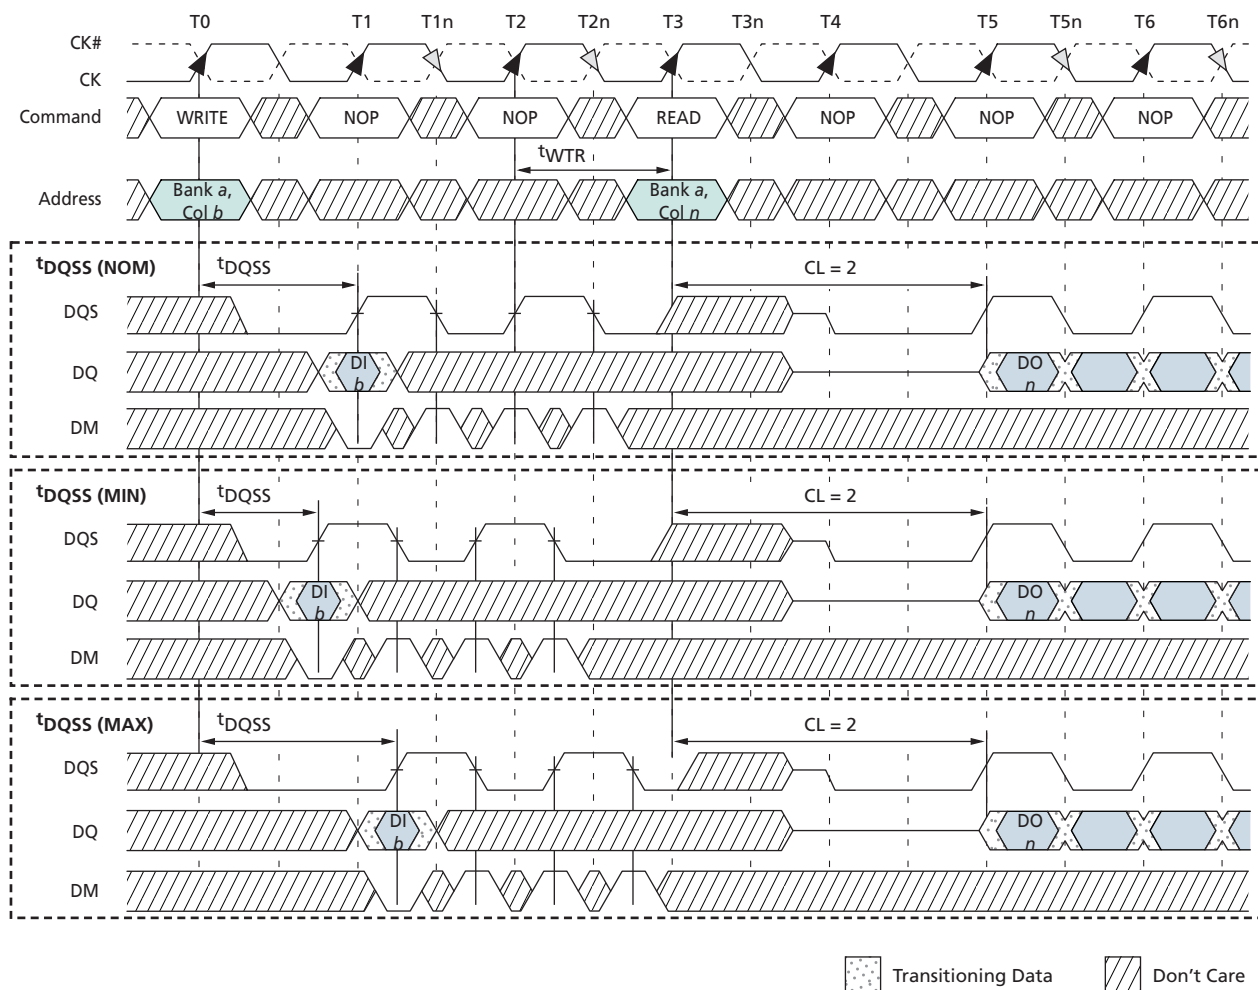 T0 T1 T1n T2 T2n T3 T3n T4 T5 T5n T6 T6n
CK#
CK
Command WRITE NOP NOP READ NOP NOP NOP
tWTR
Address Bank a, Col b Bank a, Col n
tDQSS (NOM) tDQSS CL = 2
DQS
DQ DI b DO n
DM
tDQSS (MIN) tDQSS CL = 2
DQS
DQ DI b DO n
DM
tDQSS (MAX) tDQSS CL = 2
DQS
DQ DI b DO n
DM
Transitioning Data Don't Care